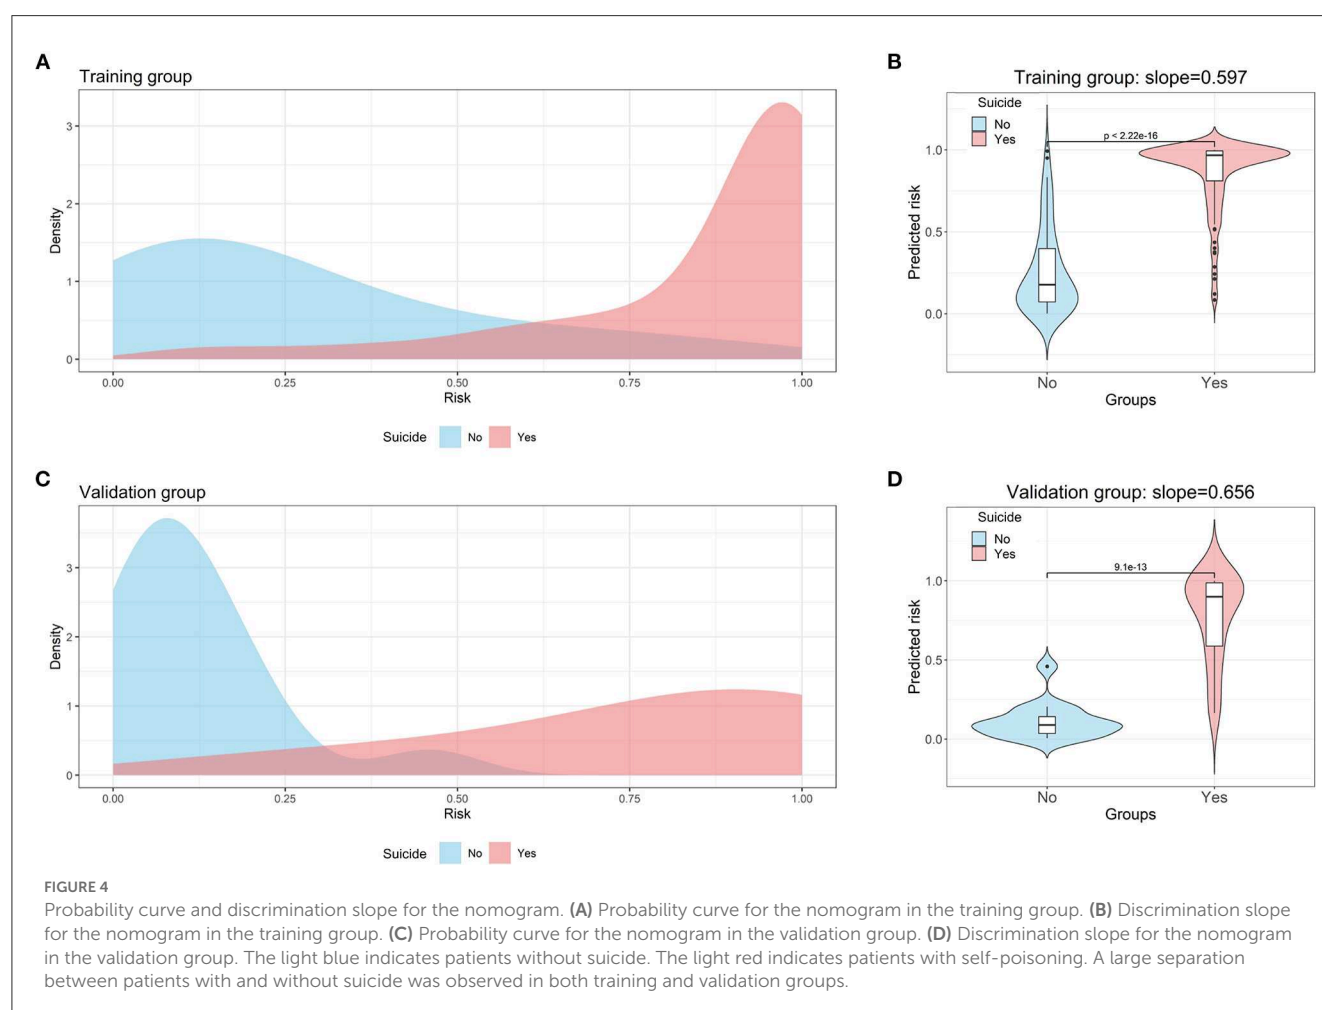 A
Training group
3
2
1
0
Density
0.00 0.25 0.50 0.75 1.00
Risk
Suicide No Yes
B
Training group: slope=0.597
Suicide
No
Yes
p < 2.22e-16
1.0
0.5
0.0
Predicted risk
No Yes
Groups
C
Validation group
3
2
1
0
Density
0.00 0.25 0.50 0.75 1.00
Risk
Suicide No Yes
D
Validation group: slope=0.656
Suicide
No
Yes
9.1e-13
1.0
0.5
0.0
Predicted risk
No Yes
Groups
FIGURE 4
Probability curve and discrimination slope for the nomogram. (A) Probability curve for the nomogram in the training group. (B) Discrimination slope
for the nomogram in the training group. (C) Probability curve for the nomogram in the validation group. (D) Discrimination slope for the nomogram
in the validation group. The light blue indicates patients without suicide. The light red indicates patients with self-poisoning. A large separation
between patients with and without suicide was observed in both training and validation groups.